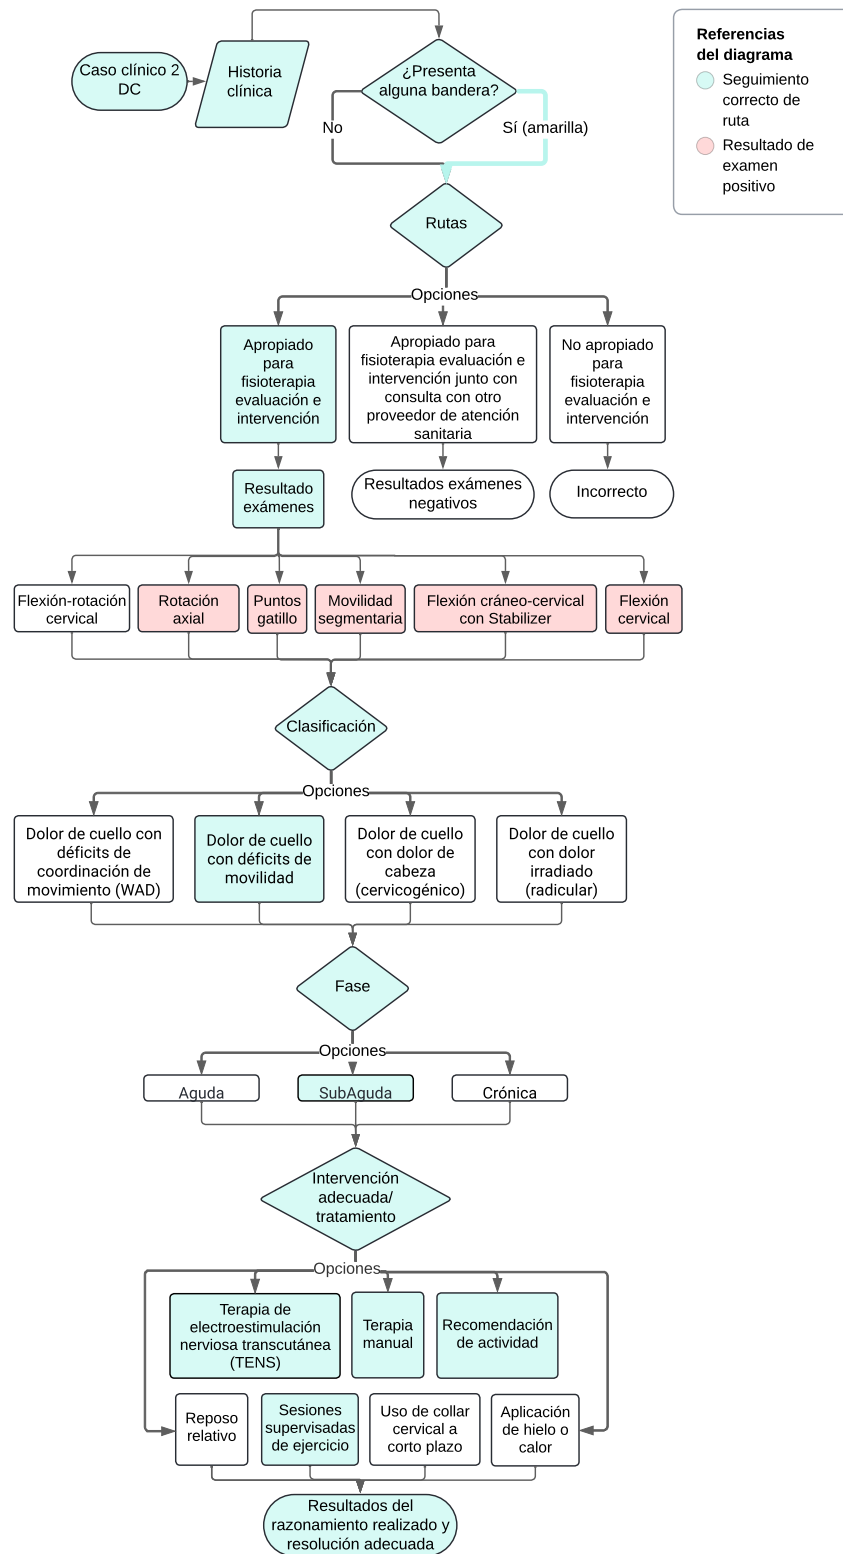 Caso clínico 2
DC
Historia
clínica
¿Presenta
alguna bandera?
No
Sí (amarilla)
Referencias
del diagrama
Seguimiento
correcto de
ruta
Resultado de
examen
positivo
Rutas
Opciones
Apropiado
para
fisioterapia
evaluación e
intervención
Apropiado para
fisioterapia evaluación e
intervención junto con
consulta con otro
proveedor de atención
sanitaria
No apropiado
para
fisioterapia
evaluación e
intervención
Resultado
exámenes
Resultados exámenes
negativos
Incorrecto
Flexión-rotación
cervical
Rotación
axial
Puntos
gatillo
Movilidad
segmentaria
Flexión cráneo-cervical
con Stabilizer
Flexión
cervical
Clasificación
Opciones
Dolor de cuello con
déficits de
coordinación de
movimiento (WAD)
Dolor de cuello
con déficits de
movilidad
Dolor de cuello
con dolor de
cabeza
(cervicogénico)
Dolor de cuello
con dolor
irradiado
(radicular)
Fase
Opciones
Aguda
SubAguda
Crónica
Intervención
adecuada/
tratamiento
Opciones
Terapia de
electroestimulación
nerviosa transcutánea
(TENS)
Terapia
manual
Recomendación
de actividad
Reposo
relativo
Sesiones
supervisadas
de ejercicio
Uso de collar
cervical a
corto plazo
Aplicación
de hielo o
calor
Resultados del
razonamiento realizado y
resolución adecuada